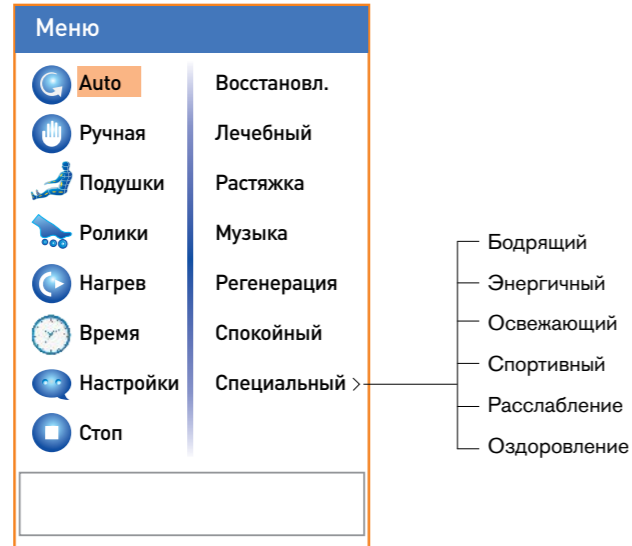 Меню
Auto
Ручная
Подушки
Ролики
Нагрев
Время
Настройки
Стоп
Восстановл.
Лечебный
Растяжка
Музыка
Регенерация
Спокойный
Специальный >
Бодрящий
Энергичный
Освежающий
Спортивный
Расслабление
Оздоровление